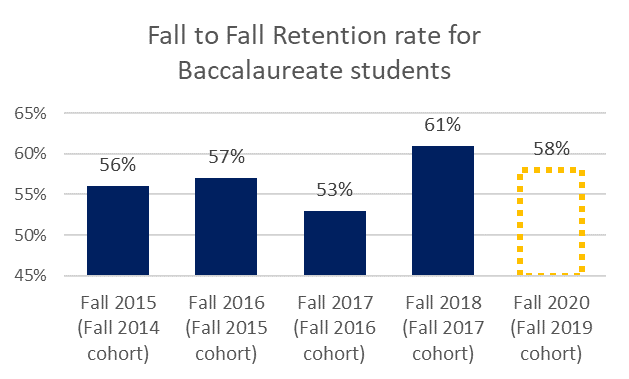 Fall to Fall Retention rate for
Baccalaureate students
65%
60%
55%
50%
45%
56%
57%
53%
61%
58%
Fall 2015
(Fall 2014
cohort)
Fall 2016
(Fall 2015
cohort)
Fall 2017
(Fall 2016
cohort)
Fall 2018
(Fall 2017
cohort)
Fall 2020
(Fall 2019
cohort)